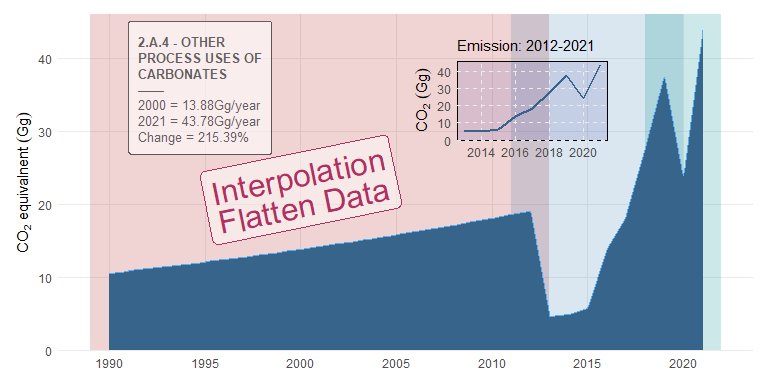 2.A.4 - OTHER
PROCESS USES OF
CARBONATES
2000 = 13.88Gg/year
2021 = 43.78Gg/year
Change = 215.39%
Interpolation
Flatten Data
Emission: 2012-2021
CO₂ (Gg)
40
30
20
10
0
2014 2016 2018 2020
CO₂ equivalnent (Gg)
40
30
20
10
0
1990 1995 2000 2005 2010 2015 2020